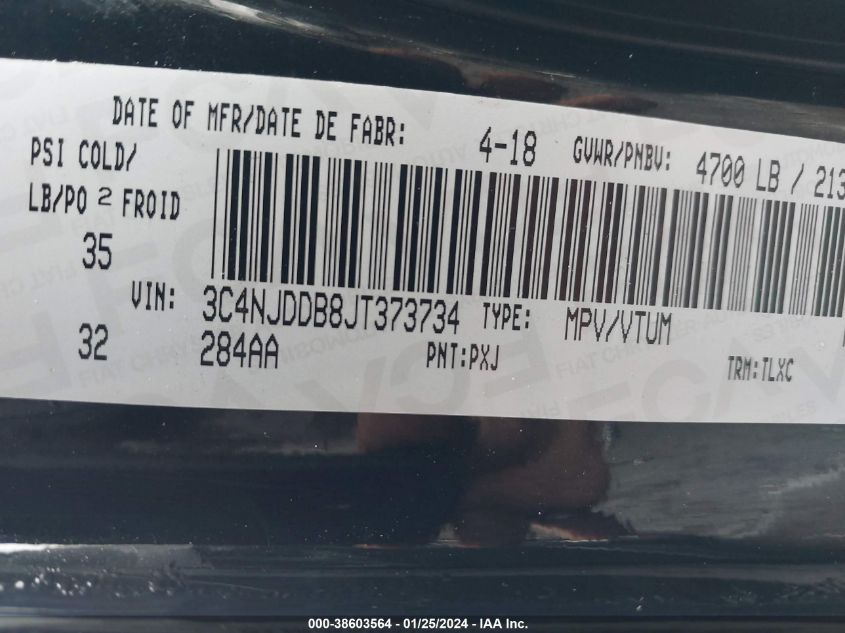 DATE OF MFR/DATE DE FABR: 4-18 GVWR/PNBV: 4700 LB / 213
PSI COLD/
LB/PO 2 FROID
35
VIN: 3C4NJDDB8JT373734 TYPE: MPV/VTUM
32 284AA PNT:PXJ TRM:TLXC
000-38603564 - 01/25/2024 - IAA Inc.